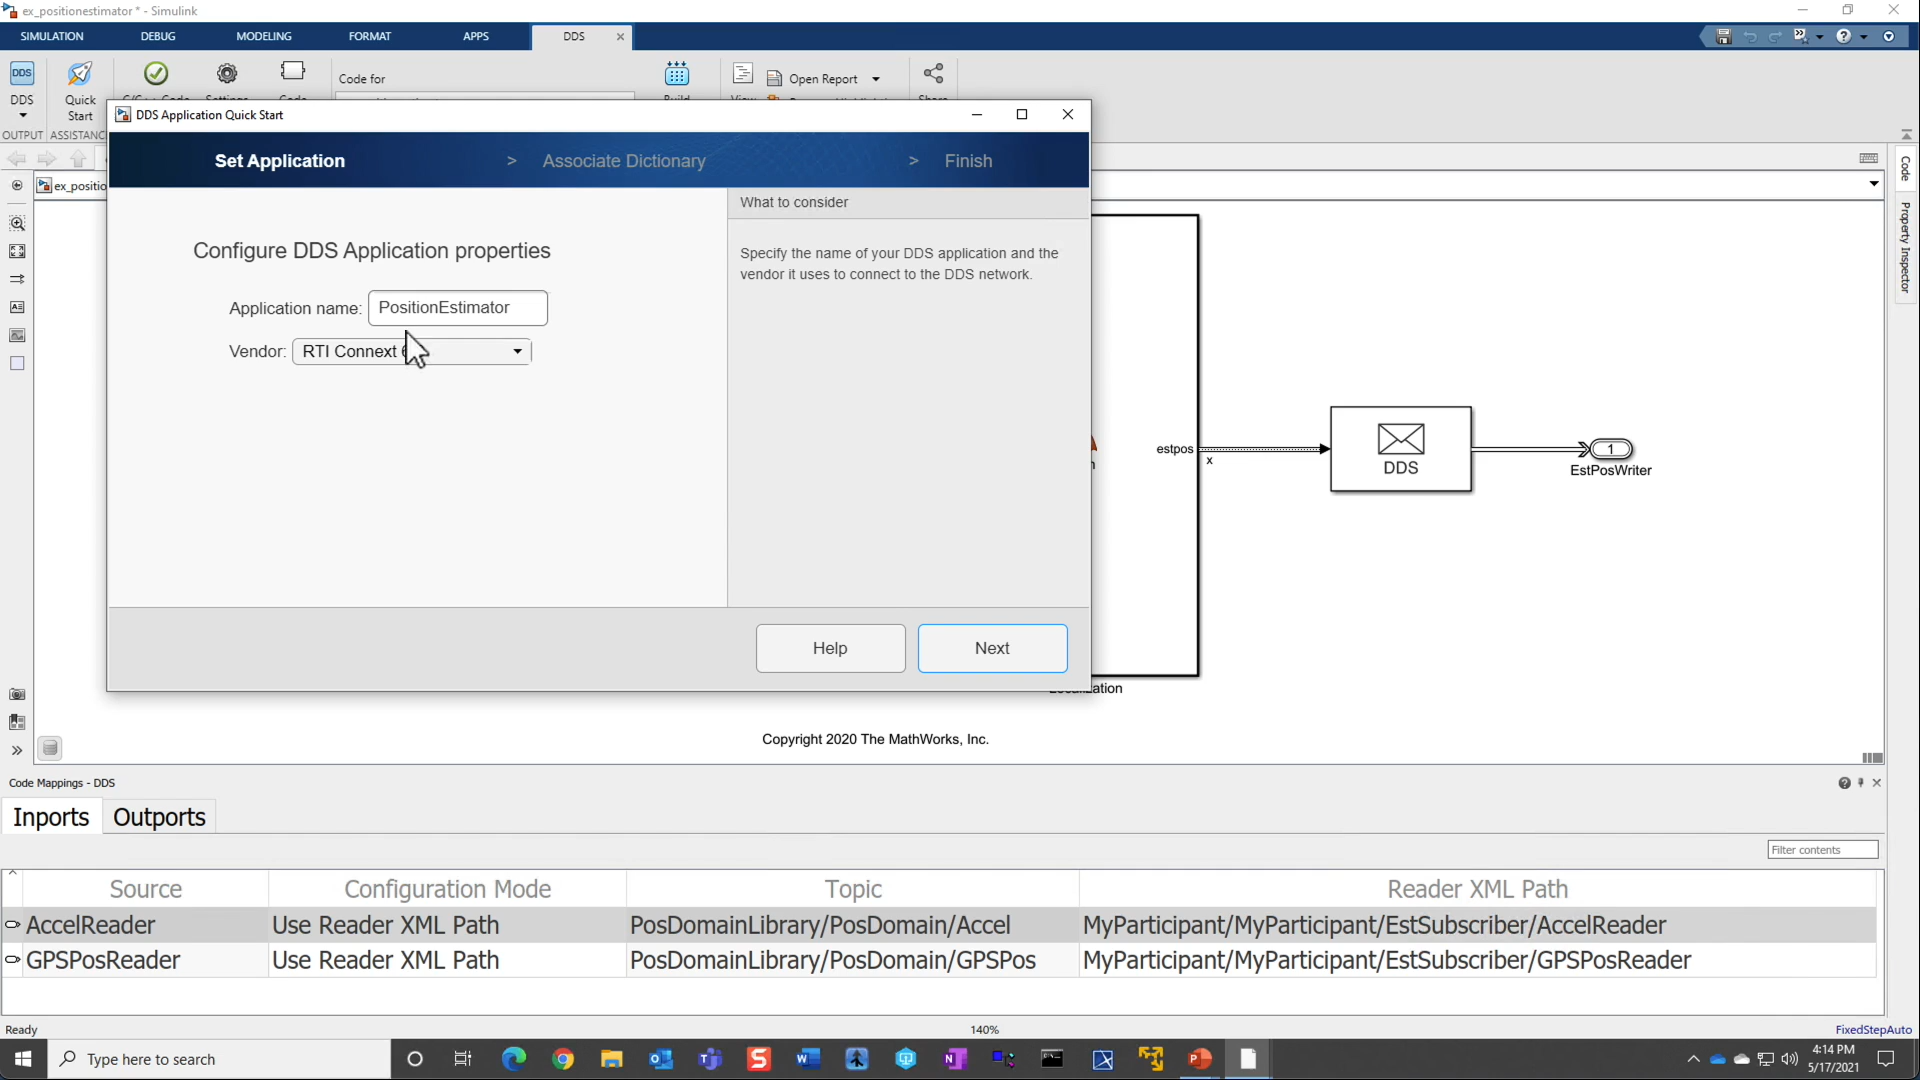 ex_positionestimator * - Simulink
SIMULATION DEBUG MODELING FORMAT APPS DDS
DDS
Quick Start
Code for
Open Report
OUTPUT ASSISTANC
DDS Application Quick Start
Set Application > Associate Dictionary > Finish
What to consider
Configure DDS Application properties
Specify the name of your DDS application and the
vendor it uses to connect to the DDS network.
Application name: PositionEstimator
Vendor: RTI Connext
Help Next
ex_positio
estpos
x
DDS
1
EstPosWriter
Copyright 2020 The MathWorks, Inc.
Code
Property Inspector
Code Mappings - DDS
Inports Outports
Filter contents
Source Configuration Mode Topic Reader XML Path
AccelReader Use Reader XML Path PosDomainLibrary/PosDomain/Accel MyParticipant/MyParticipant/EstSubscriber/AccelReader
GPSPosReader Use Reader XML Path PosDomainLibrary/PosDomain/GPSPos MyParticipant/MyParticipant/EstSubscriber/GPSPosReader
Ready 140% FixedStepAuto
Type here to search
4:14 PM
5/17/2021